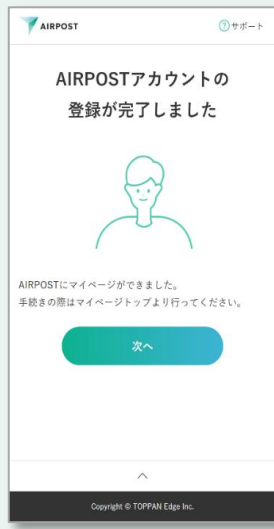 AIRPOST
?サポート
AIRPOSTアカウントの
登録が完了しました
AIRPOSTにマイページができました。
手続きの際はマイページトップより行ってください。
次へ
Copyright © TOPPAN Edge Inc.